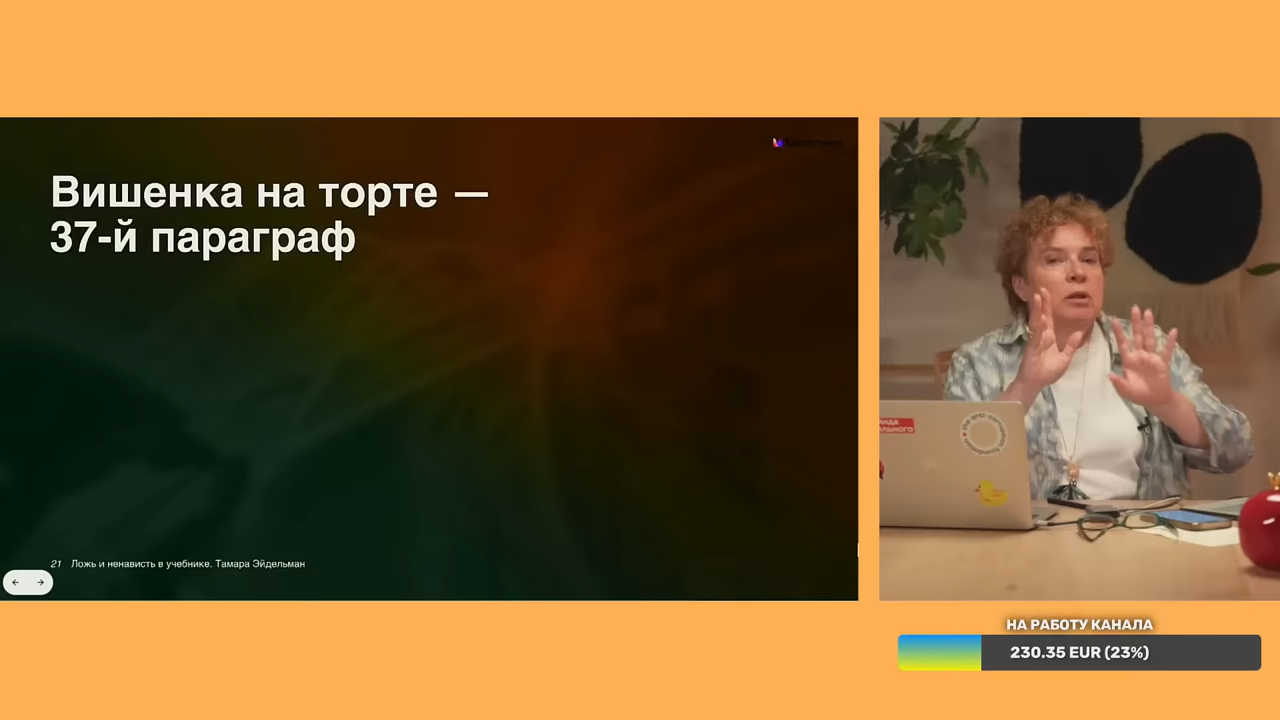 Вишенка на торте —
37-й параграф
21 Ложь и ненависть в учебнике. Тамара Эйдельман
НА РАБОТУ КАНАЛА
230.35 EUR (23%)